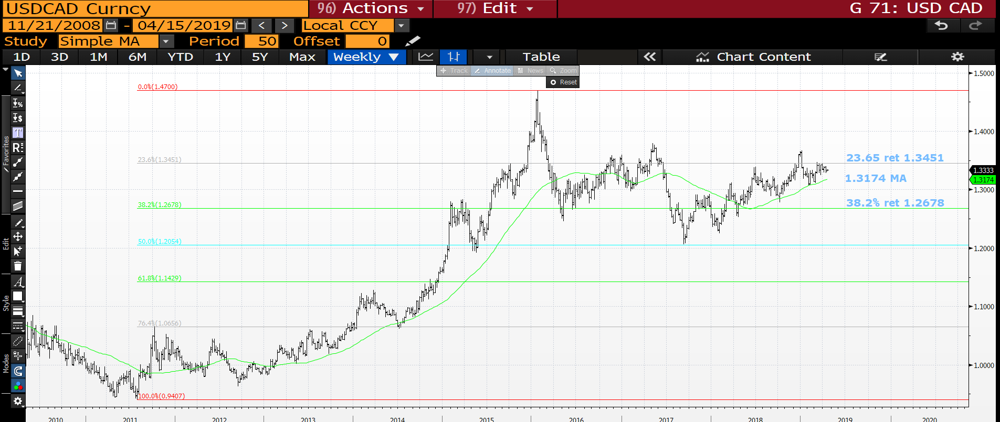 USDCAD Curncy 96) Actions 97) Edit G 71: USD CAD
11/21/2008 - 04/15/2019 < > Local CCY
Study Simple MA Period 50 Offset 0
1D 3D 1M 6M YTD 1Y 5Y Max Weekly Table Chart Content
Track Annotate News Zoom
Reset
1.5000
0.0%(1.4700)
1.4000
23.6%(1.3451)
23.65 ret 1.3451
1.3333
1.3174 MA
1.3174
1.3000
38.2%(1.2678)
38.2% ret 1.2678
50.0%(1.2054)
1.2000
61.8%(1.1429)
1.1000
76.4%(1.0656)
1.0000
100.0%(0.9407)
2010 2011 2012 2013 2014 2015 2016 2017 2018 2019 2020
Favorites
Edit
Style
Modes
%
$
T
R
A